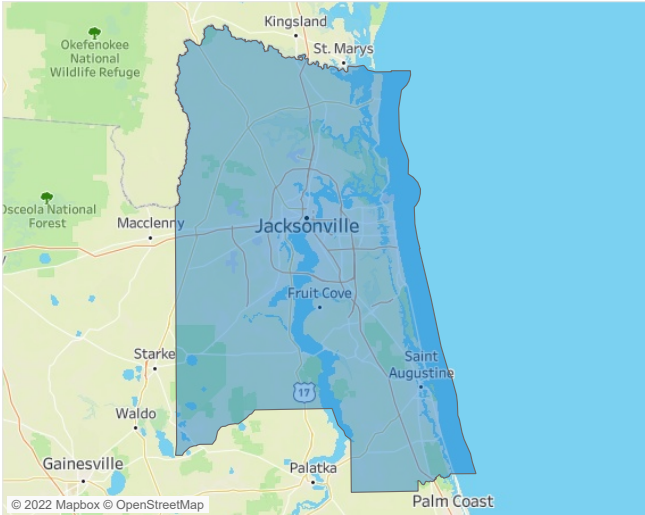 Kingsland
Okefenokee
National
Wildlife Refuge
St. Marys
Osceola National
Forest
Macclenny
Jacksonville
Fruit Cove
Starke
Saint
Augustine
17
Waldo
Gainesville
Palatka
Palm Coast
© 2022 Mapbox © OpenStreetMap